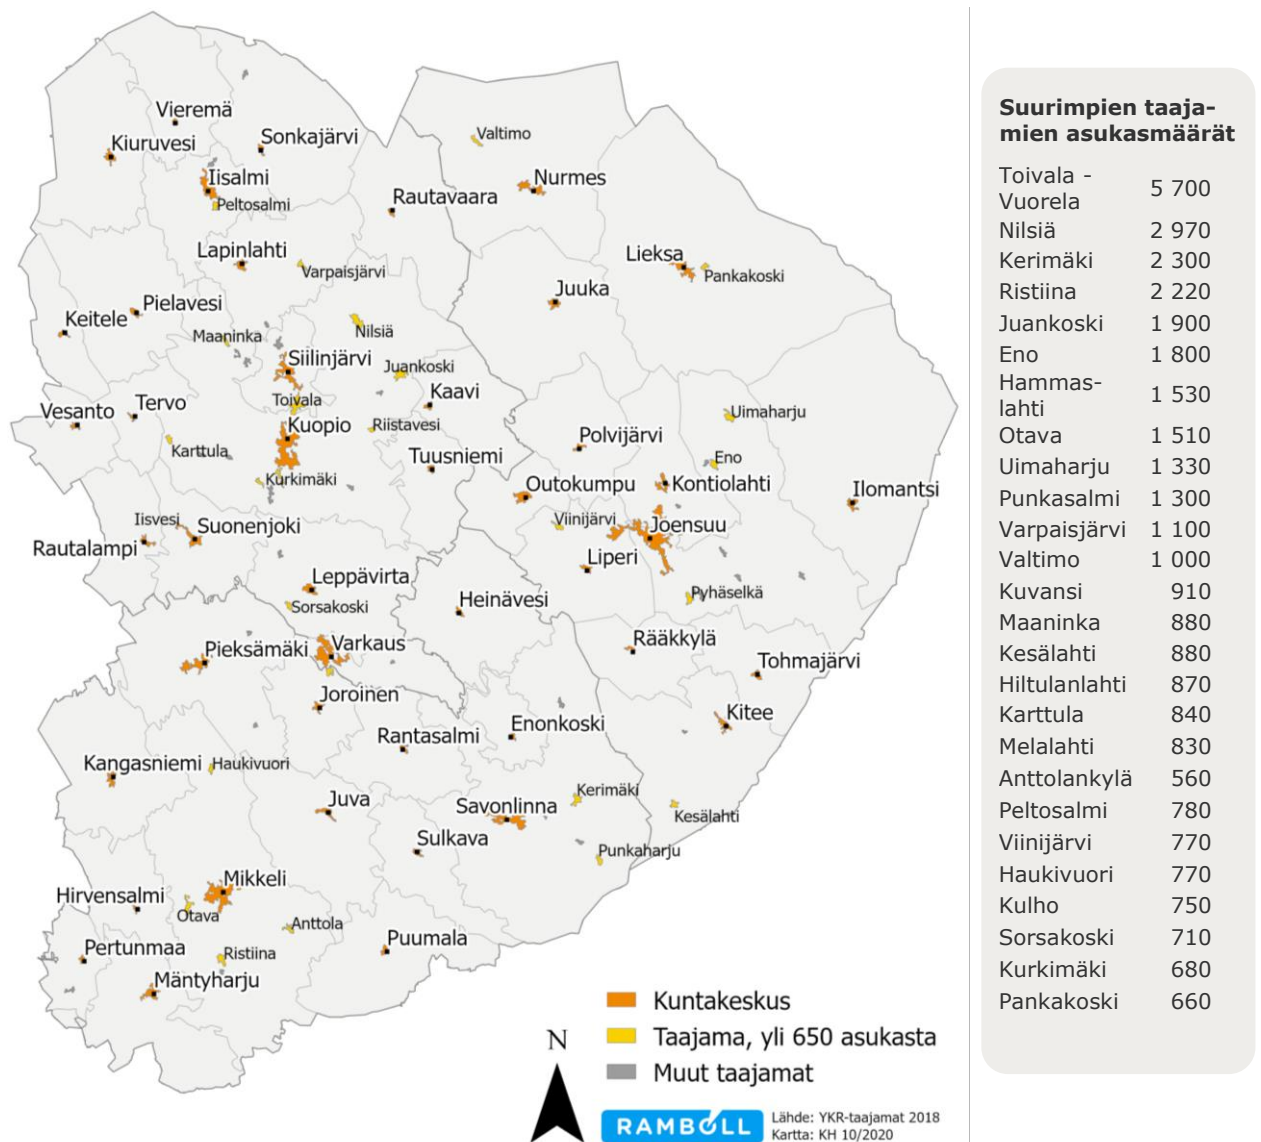 Vieremä
Kiuruvesi
Sonkajärvi
Valtimo
Iisalmi
Peltosalmi
Rautavaara
Nurmes
Lapinlahti
Varpaisjärvi
Lieksa
Pankakoski
Juuka
Pielavesi
Keitele
Maaninka
Nilsiä
Siilinjärvi
Juankoski
Kaavi
Toivala
Vesanto
Tervo
Kuopio
Riistavesi
Uimaharju
Karttula
Polvijärvi
Tuusniemi
Eno
Kurkimäki
Outokumpu
Kontiolahti
Ilomantsi
Iisvesi
Suonenjoki
Viinijärvi
Joensuu
Rautalampi
Liperi
Leppävirta
Sorsakoski
Heinävesi
Pyhäselkä
Pieksämäki
Varkaus
Rääkkylä
Tohmajärvi
Joroinen
Kitee
Enonkoski
Rantasalmi
Kangasniemi
Haukivuori
Kerimäki
Juva
Savonlinna
Kesälahti
Sulkava
Punkaharju
Mikkeli
Hirvensalmi
Otava
Anttola
Pertunmaa
Ristiina
Puumala
Mäntyharju
Kuntakeskus
N
Taajama, yli 650 asukasta
Muut taajamat
RAMBOLL
Lähde: YKR-taajamat 2018
Kartta: KH 10/2020
Suurimpien taaja-
mien asukasmäärät
Toivala -
Vuorela 5 700
Nilsiä 2 970
Kerimäki 2 300
Ristiina 2 220
Juankoski 1 900
Eno 1 800
Hammas-
lahti 1 530
Otava 1 510
Uimaharju 1 330
Punkasalmi 1 300
Varpaisjärvi 1 100
Valtimo 1 000
Kuvansi 910
Maaninka 880
Kesälahti 880
Hiltulanlahti 870
Karttula 840
Melalahti 830
Anttolankylä 560
Peltosalmi 780
Viinijärvi 770
Haukivuori 770
Kulho 750
Sorsakoski 710
Kurkimäki 680
Pankakoski 660